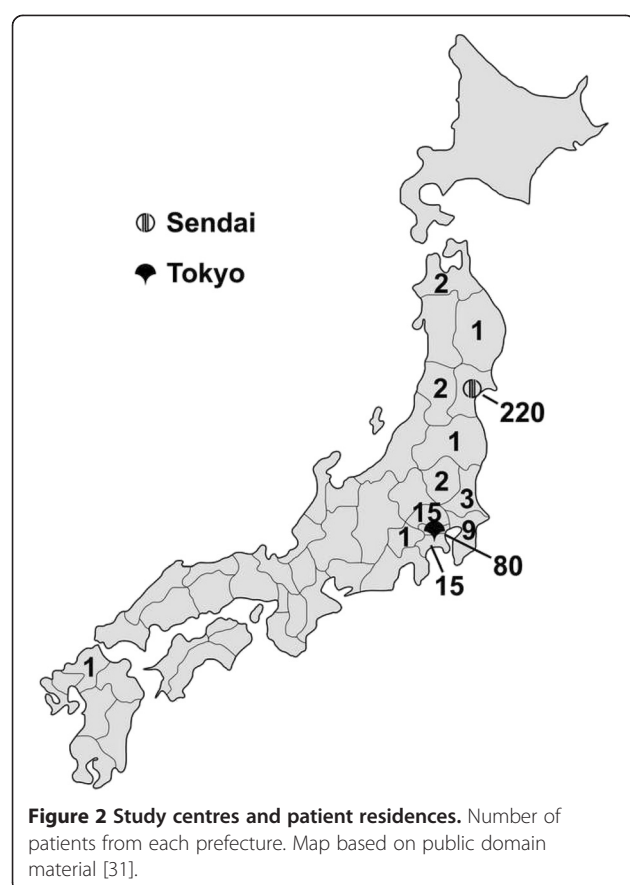 Sendai
Tokyo
2
1
2
220
1
2
3
15
9
1
80
15
1
Figure 2 Study centres and patient residences. Number of
patients from each prefecture. Map based on public domain
material [31].